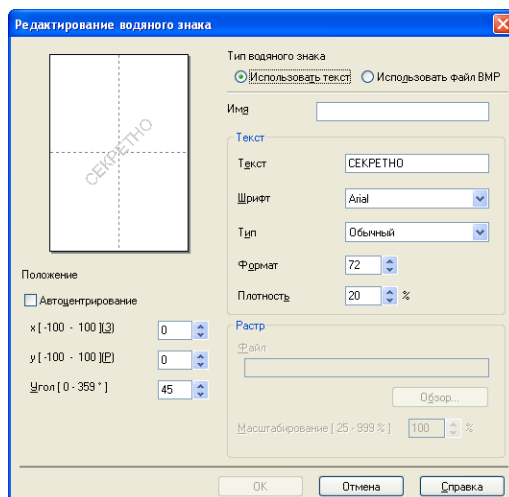 Редактирование водяного знака
СЕКРЕТНО
Тип водяного знака
Использовать текст
Использовать файл BMP
Имя
Текст
Текст
СЕКРЕТНО
Шрифт
Arial
Тип
Обычный
Формат
72
Плотность
20 %
Положение
Автоцентрирование
x [ -100 - 100 ](З)
0
y [ -100 - 100 ](Р)
0
Угол [ 0 - 359 ° ]
45
Растр
Файл
Обзор...
Масштабирование [ 25 - 999 % ]
100 %
OK
Отмена
Справка